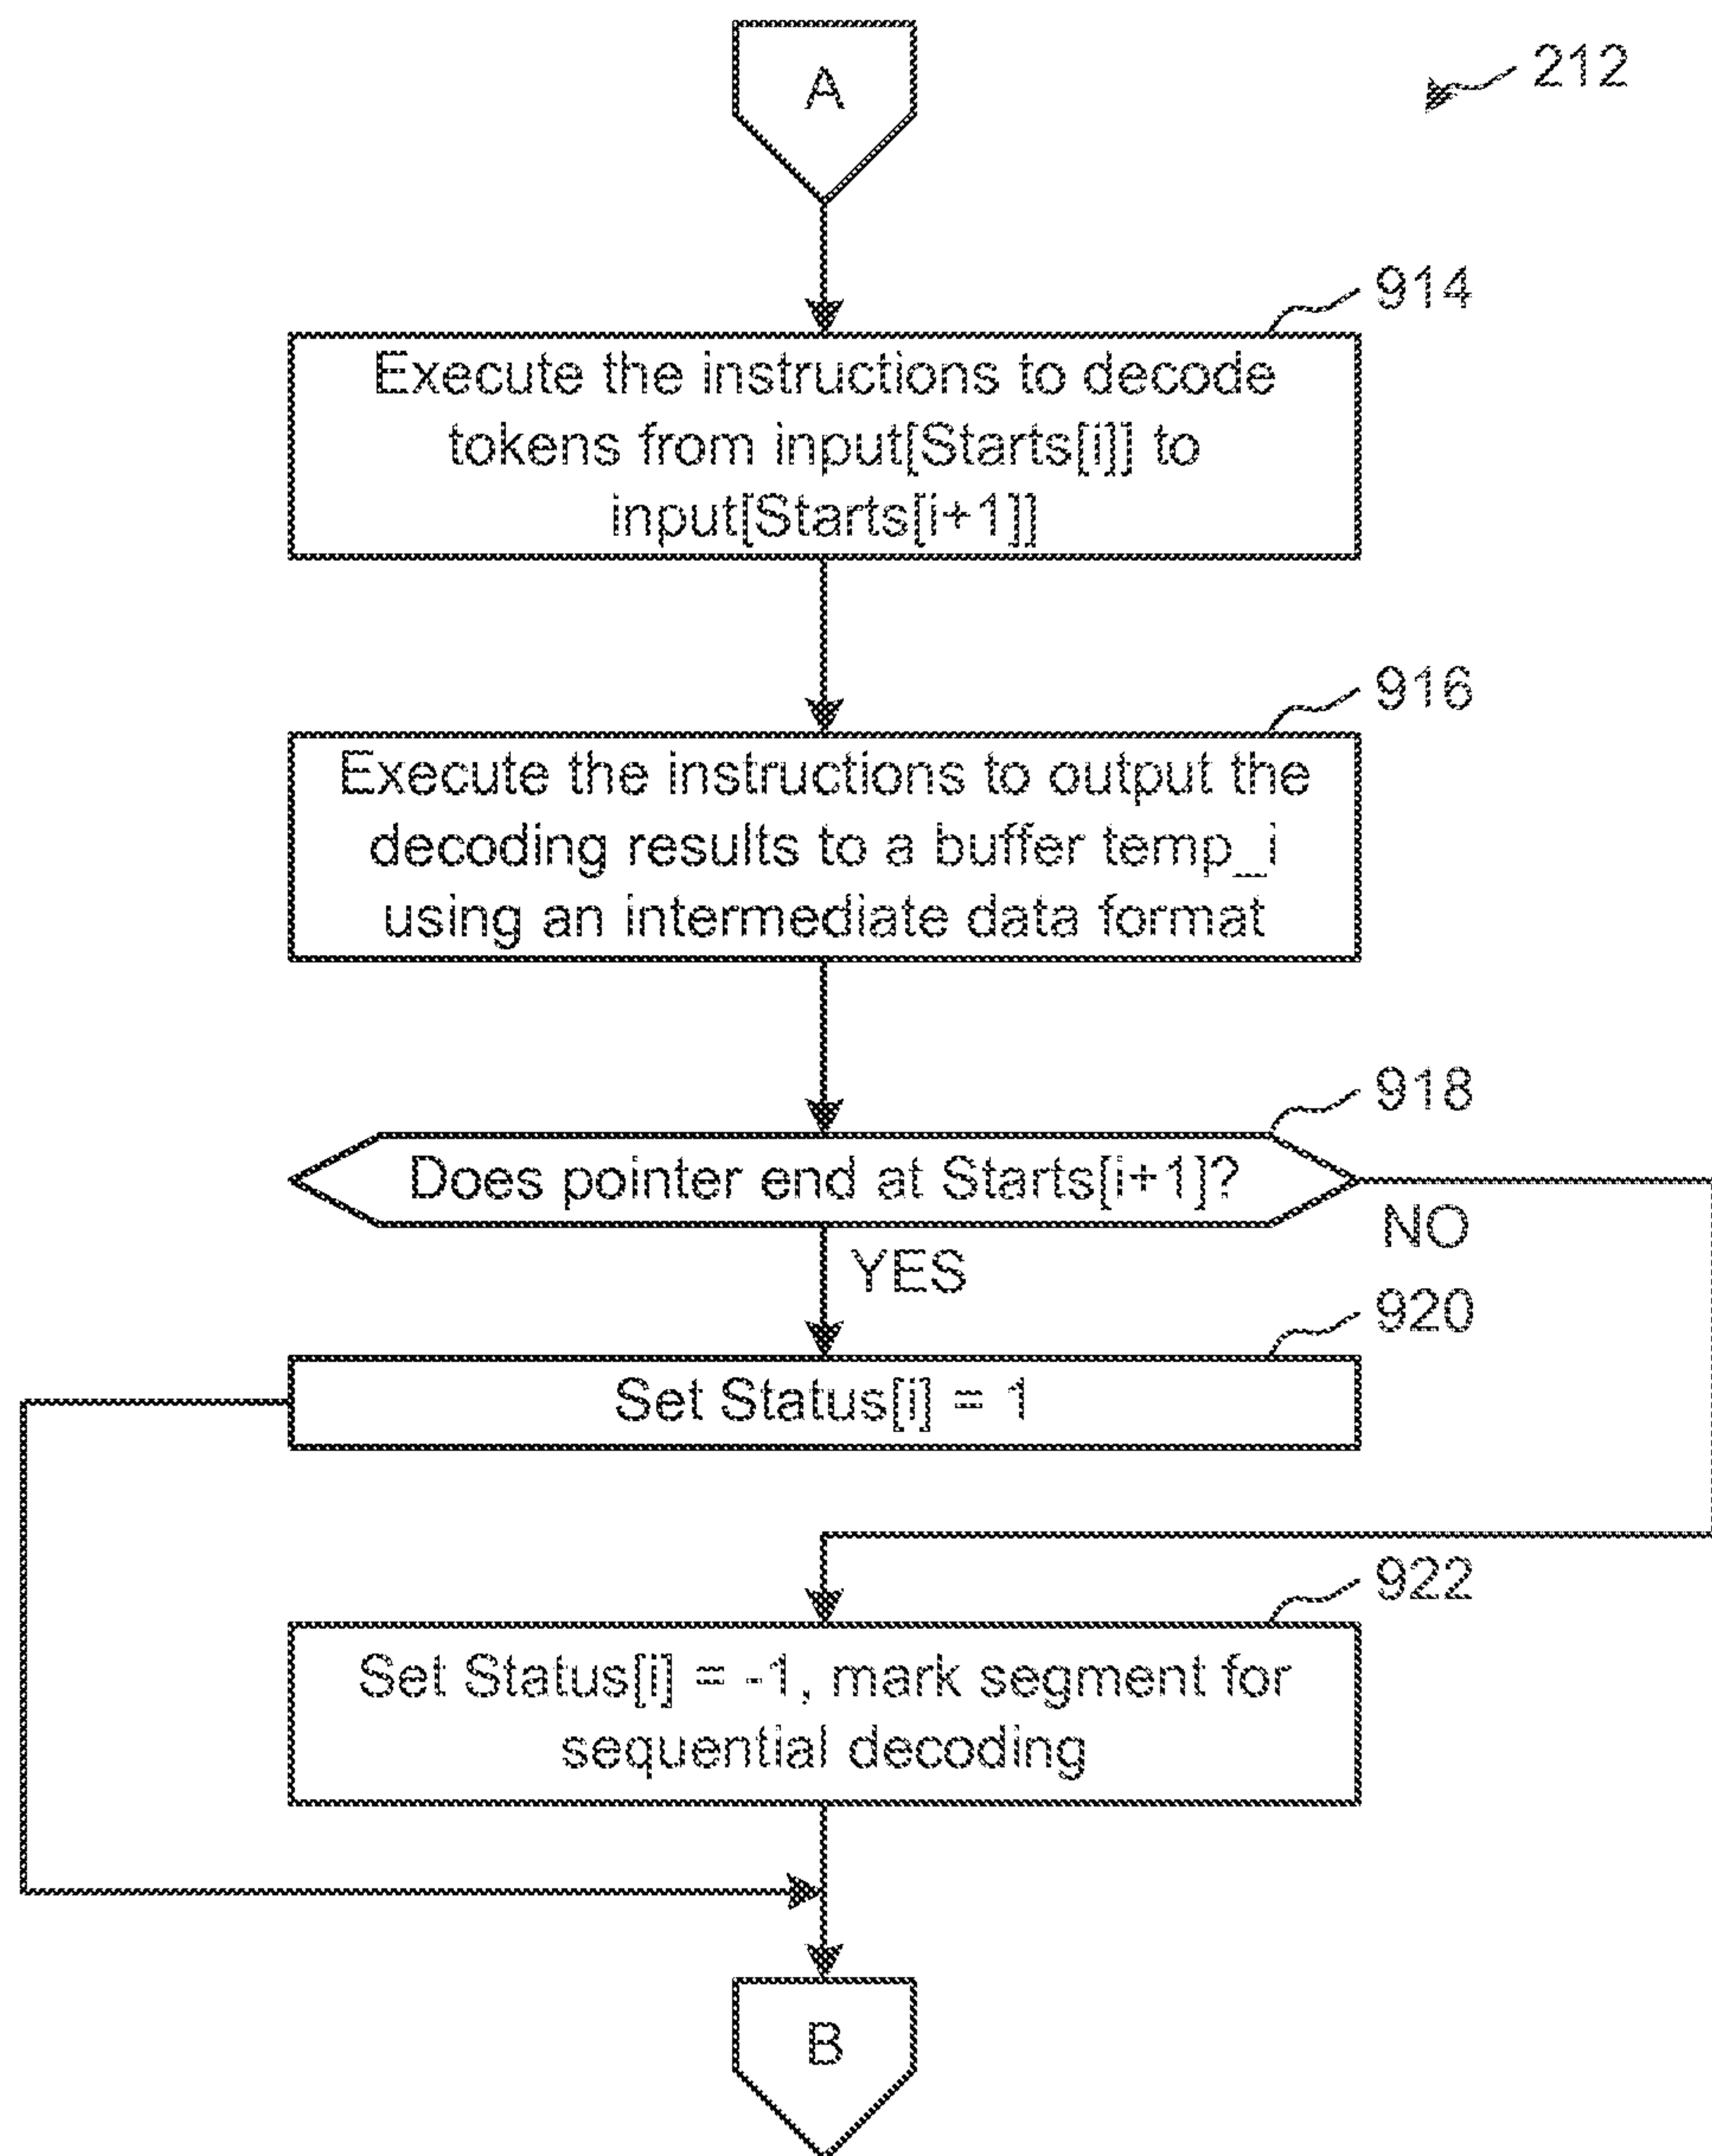 A
212
914
Execute the instructions to decode
tokens from input[Starts[i]] to
input[Starts[i+1]]
916
Execute the instructions to output the
decoding results to a buffer temp_i
using an intermediate data format
918
Does pointer end at Starts[i+1]?
NO
YES
920
Set Status[i] = 1
922
Set Status[i] = -1, mark segment for
sequential decoding
B